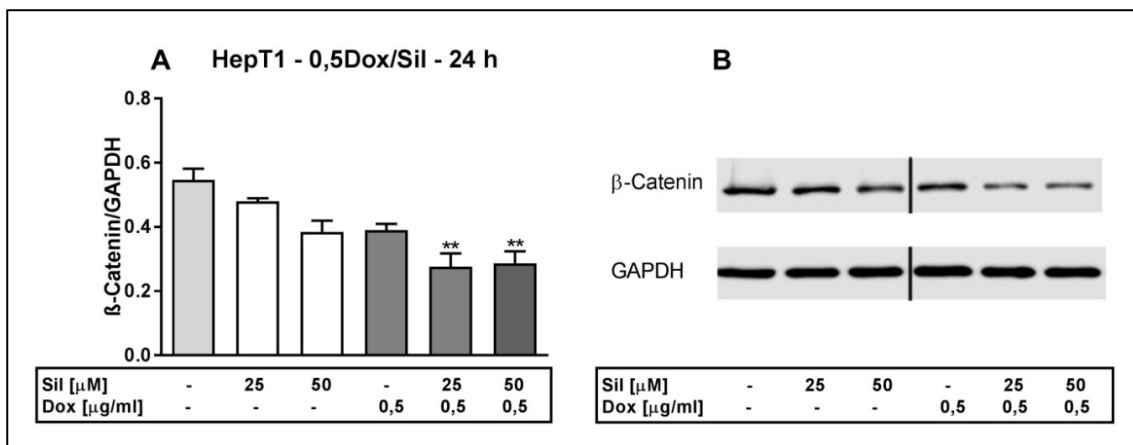 A HepT1 - 0,5Dox/Sil - 24 h
ß-Catenin/GAPDH
0.8
0.6
0.4
0.2
0.0
** **
Sil [μM] - 25 50 - 25 50
Dox [μg/ml] - - - 0,5 0,5 0,5
B
β-Catenin
GAPDH
Sil [μM] - 25 50 - 25 50
Dox [μg/ml] - - - 0,5 0,5 0,5